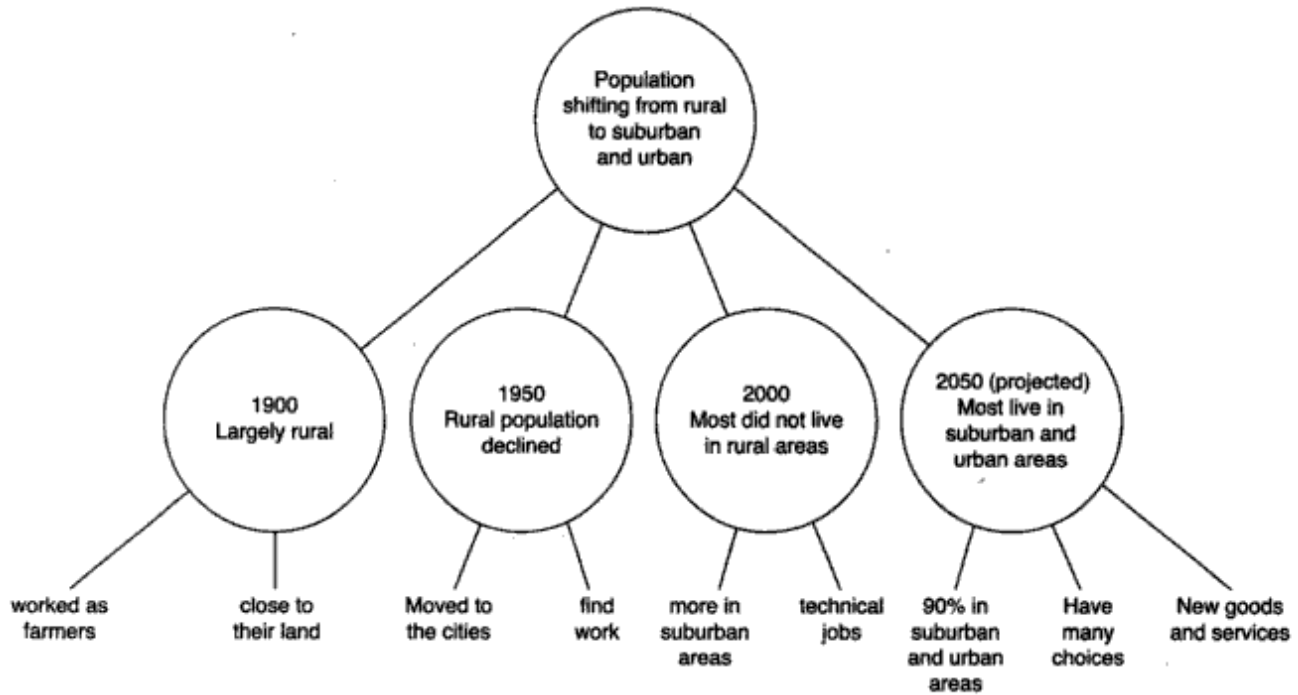 Population
shifting from rural
to suburban
and urban
1900
Largely rural
1950
Rural population
declined
2000
Most did not live
in rural areas
2050 (projected)
Most live in
suburban and
urban areas
worked as
farmers
close to
their land
Moved to
the cities
find
work
more in
suburban
areas
technical
jobs
90% in
suburban
and urban
areas
Have
many
choices
New goods
and services